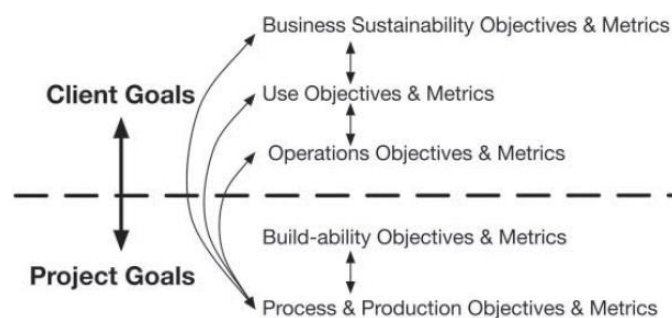 Business Sustainability Objectives & Metrics
Client Goals
Use Objectives & Metrics
Operations Objectives & Metrics
Build-ability Objectives & Metrics
Project Goals
Process & Production Objectives & Metrics